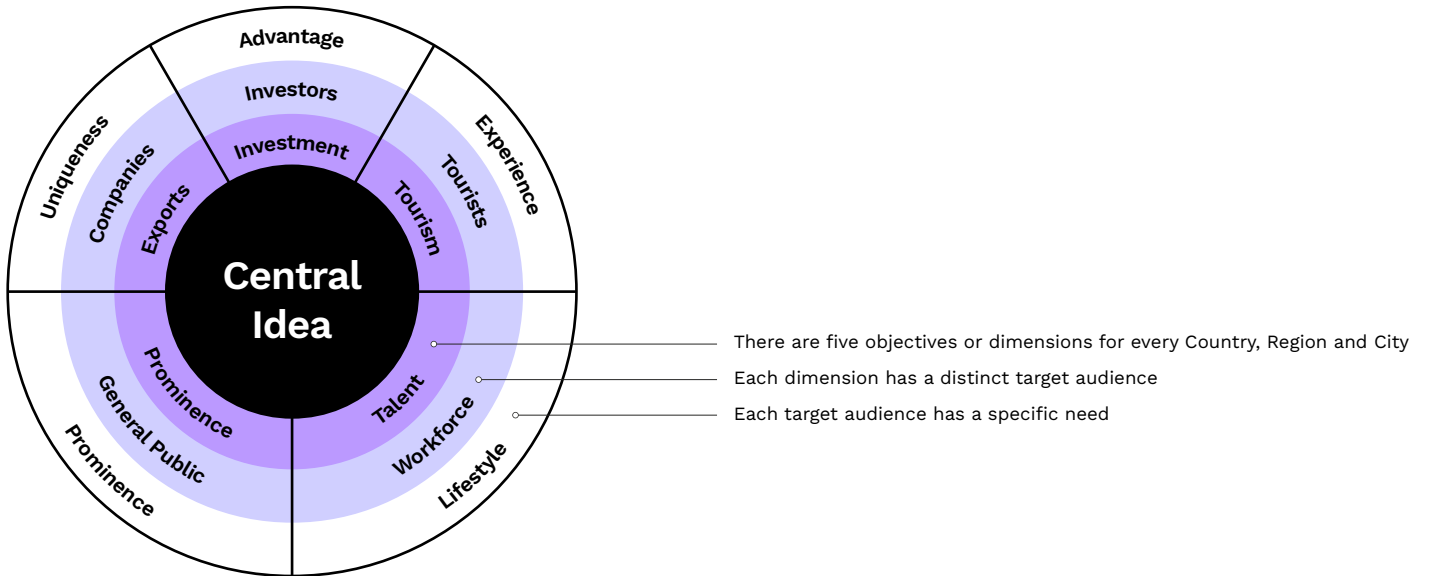 Advantage
Investors
Investment
Uniqueness
Companies
Exports
Experience
Tourists
Tourism
Central
Idea
Prominence
General Public
Prominence
Talent
Workforce
Lifestyle
There are five objectives or dimensions for every Country, Region and City
Each dimension has a distinct target audience
Each target audience has a specific need